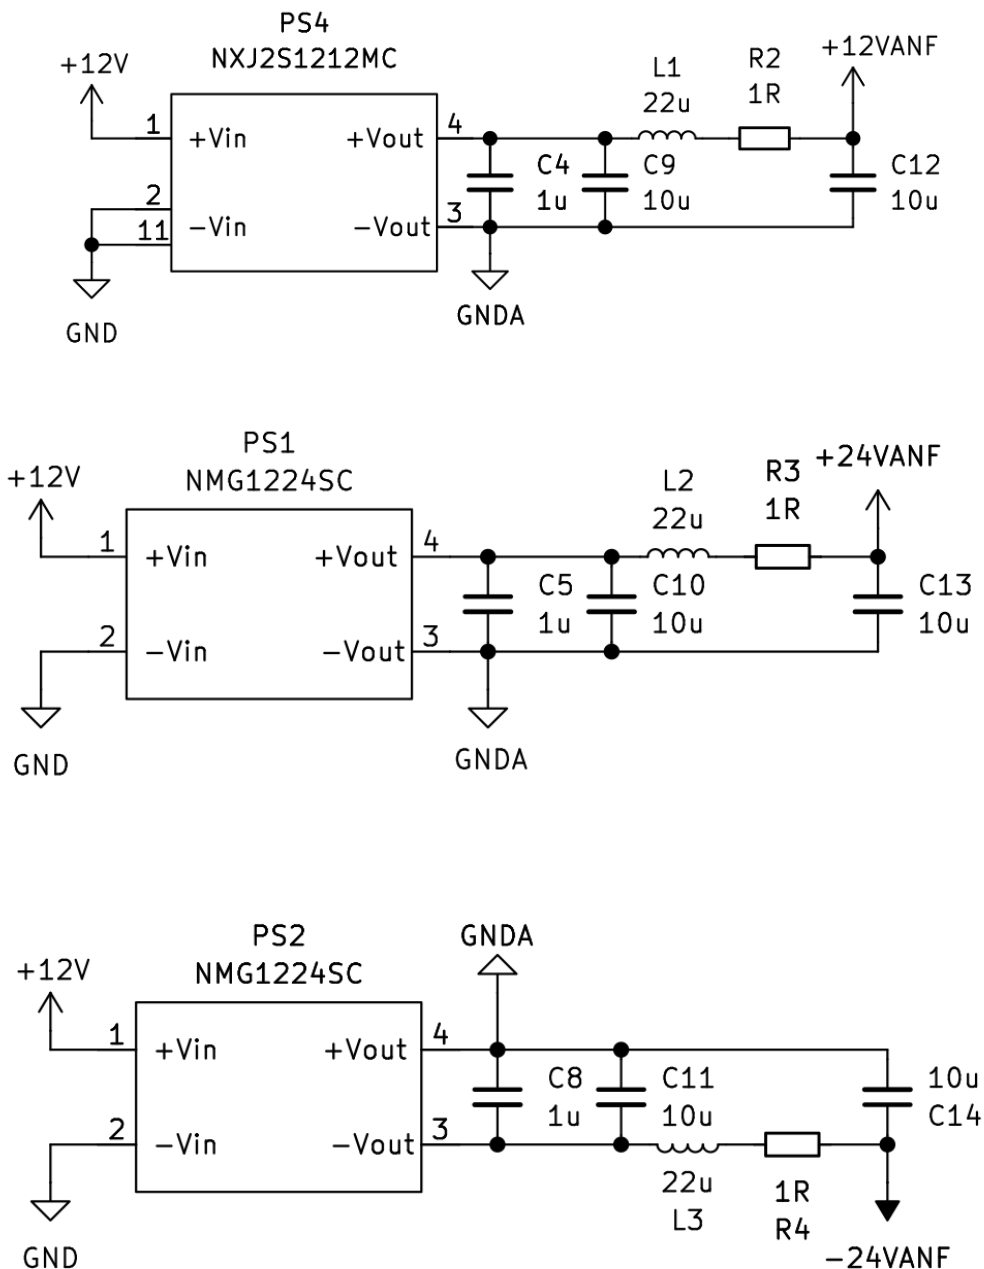 PS4
NXJ2S1212MC
+12V
+12VANF
L1
22u
R2
1R
1
+Vin
+Vout
4
C4
1u
C9
10u
C12
10u
2
11
-Vin
-Vout
3
GND
GNDA
PS1
NMG1224SC
+12V
+24VANF
L2
22u
R3
1R
1
+Vin
+Vout
4
C5
1u
C10
10u
C13
10u
2
-Vin
-Vout
3
GND
GNDA
PS2
NMG1224SC
+12V
GNDA
1
+Vin
+Vout
4
C8
1u
C11
10u
10u
C14
2
-Vin
-Vout
3
22u
L3
1R
R4
GND
-24VANF